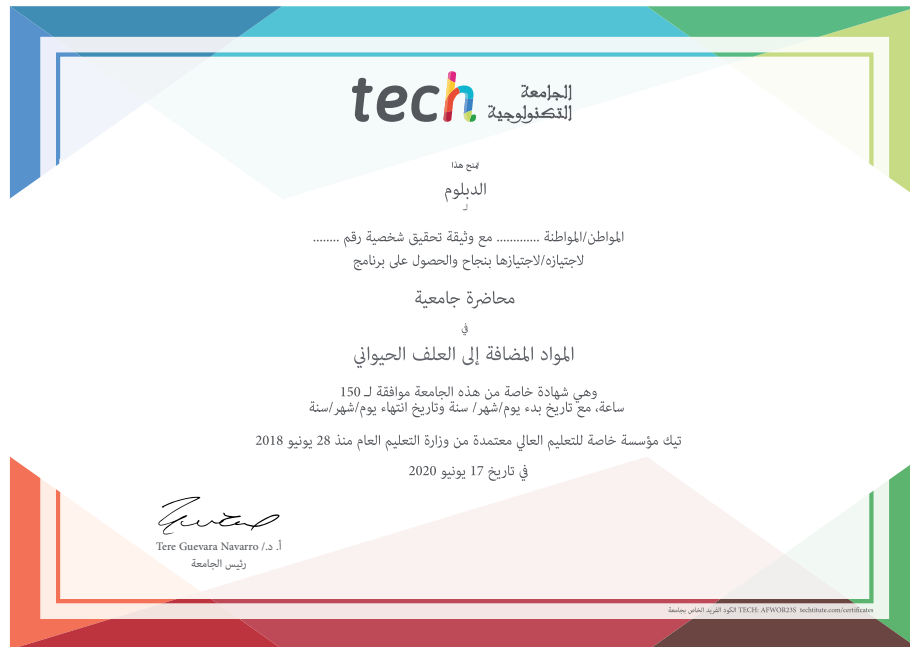 tech الجامعة
التكنولوجية
يمنح هذا
الدبلوم
لـ
المواطن/المواطنة ............ مع وثيقة تحقيق شخصية رقم ........
لاجتيازه/لاجتيازها بنجاح والحصول على برنامج
محاضرة جامعية
في
المواد المضافة إلى العلف الحيواني
وهي شهادة خاصة من هذه الجامعة موافقة لـ 150
ساعة، مع تاريخ بدء يوم/شهر/ سنة وتاريخ انتهاء يوم/شهر/سنة
تيك مؤسسة خاصة للتعليم العالي معتمدة من وزارة التعليم العام منذ 28 يونيو 2018
في تاريخ 17 يونيو 2020
أ. د./ Tere Guevara Navarro
رئيس الجامعة
الكود الفريد الخاص بجامعة TECH: AFWOR23S techtitute.com/certificates